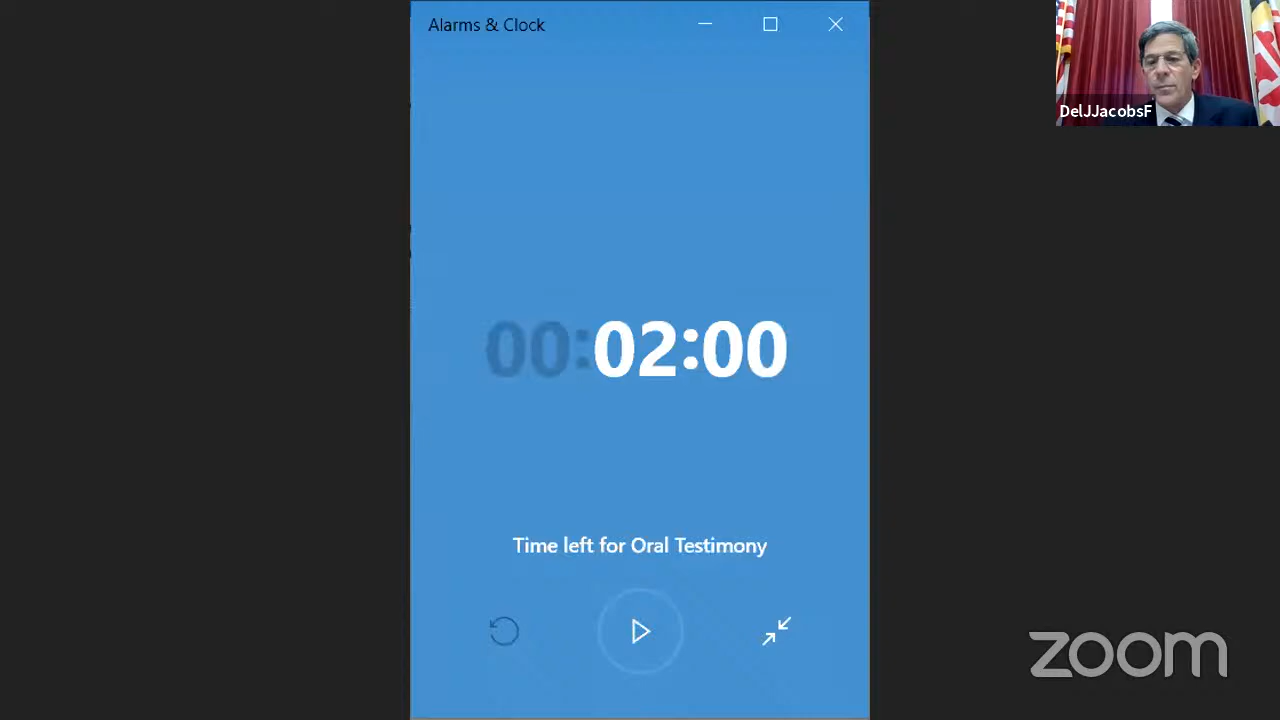 Alarms & Clock
DelJJacobsF
00:02:00
Time left for Oral Testimony
zoom